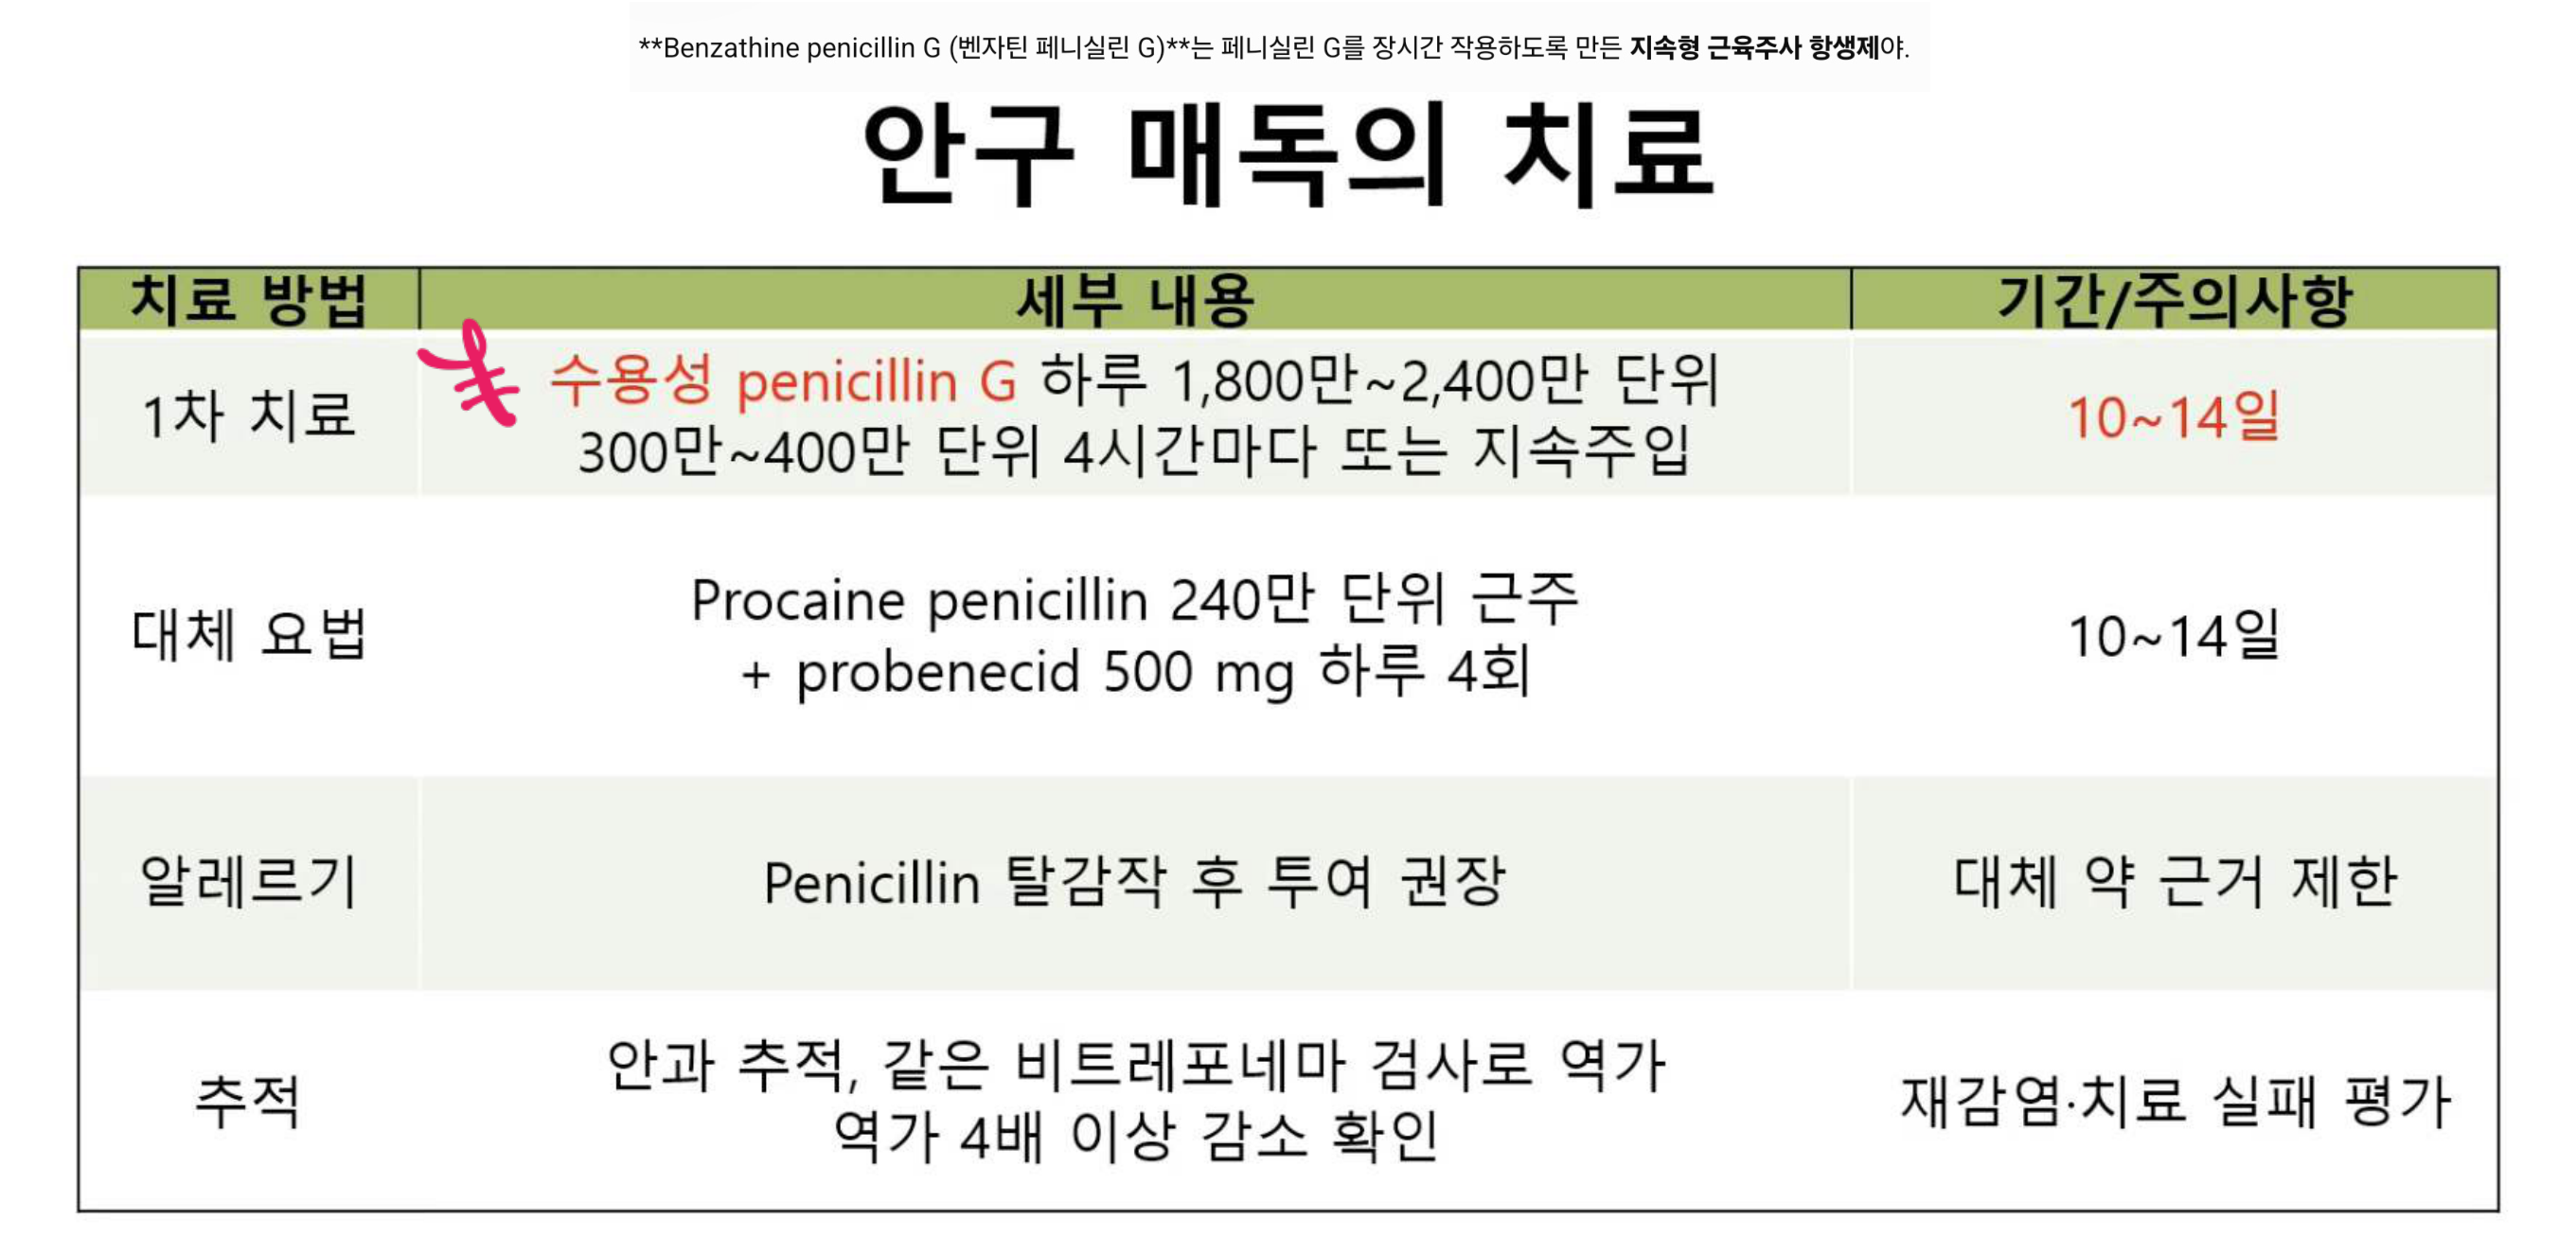 **Benzathine penicillin G (벤자틴 페니실린 G)**는 페니실린 G를 장시간 작용하도록 만든 지속형 근육주사 항생제야.
안구 매독의 치료
치료 방법
세부 내용
기간/주의사항
1차 치료
수용성 penicillin G 하루 1,800만~2,400만 단위
300만~400만 단위 4시간마다 또는 지속주입
10~14일
대체 요법
Procaine penicillin 240만 단위 근주
+ probenecid 500 mg 하루 4회
10~14일
알레르기
Penicillin 탈감작 후 투여 권장
대체 약 근거 제한
추적
안과 추적, 같은 비트레포네마 검사로 역가
역가 4배 이상 감소 확인
재감염·치료 실패 평가